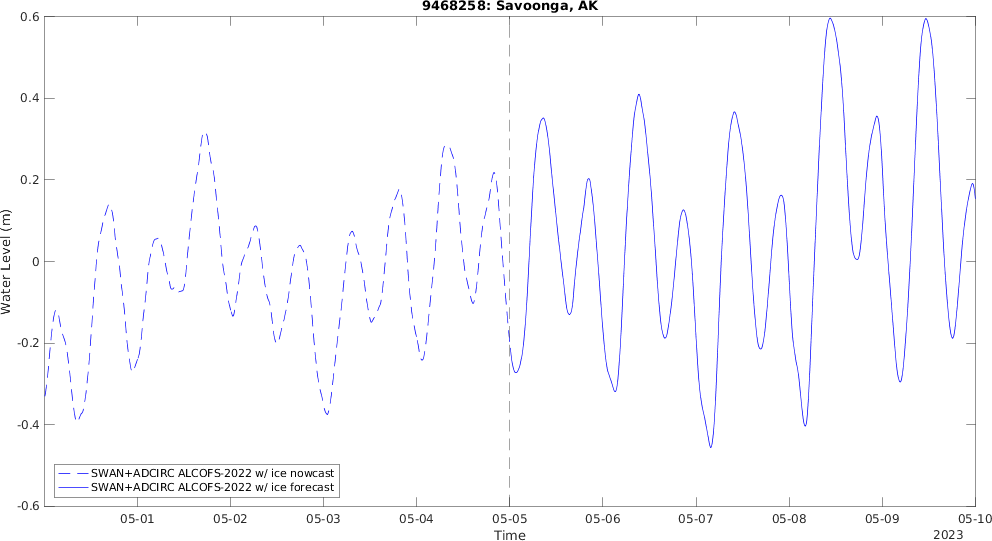 9468258: Savoonga, AK
Water Level (m)
0.6
0.4
0.2
0
-0.2
-0.4
-0.6
SWAN+ADCIRC ALCOFS-2022 w/ ice nowcast
SWAN+ADCIRC ALCOFS-2022 w/ ice forecast
05-01 05-02 05-03 05-04 05-05 05-06 05-07 05-08 05-09 05-10
Time
2023